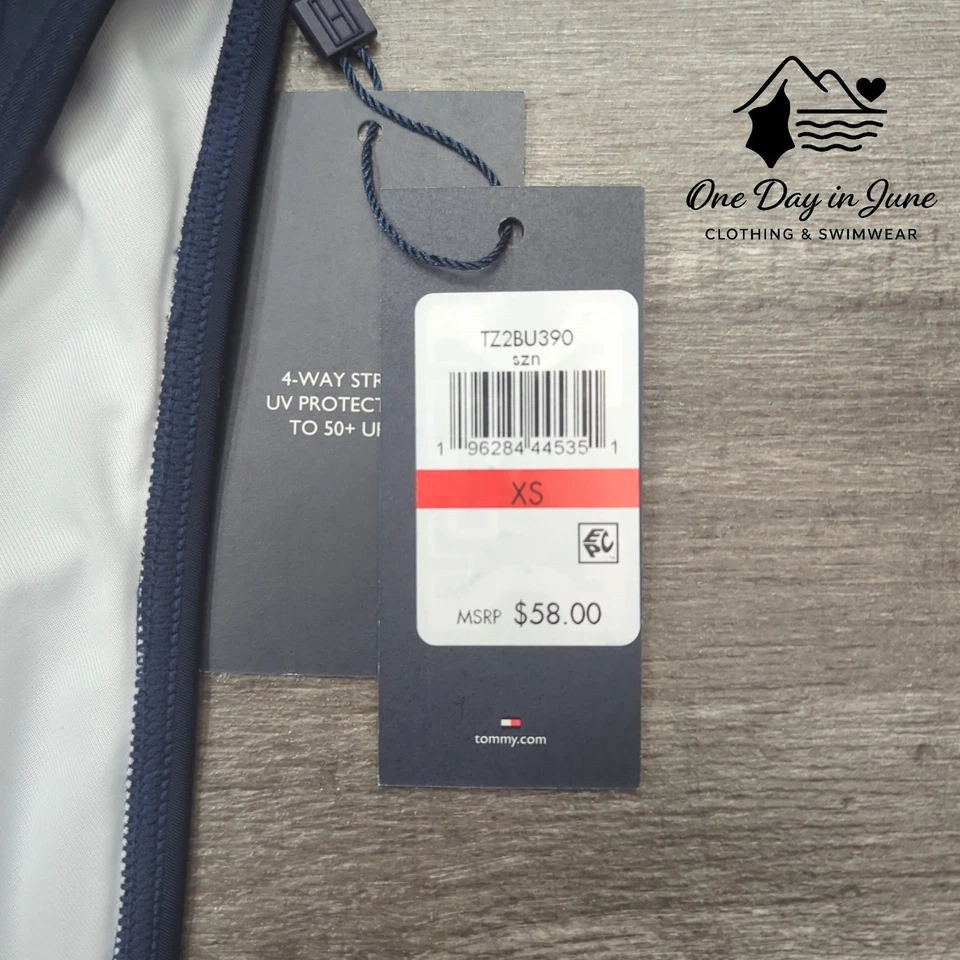 One Day in June
CLOTHING & SWIMWEAR
4-WAY STR
UV PROTECT
TO 50+ U
TZ2BU390
szn
1 96284 44535 1
XS
EPC
MSRP $58.00
tommy.com